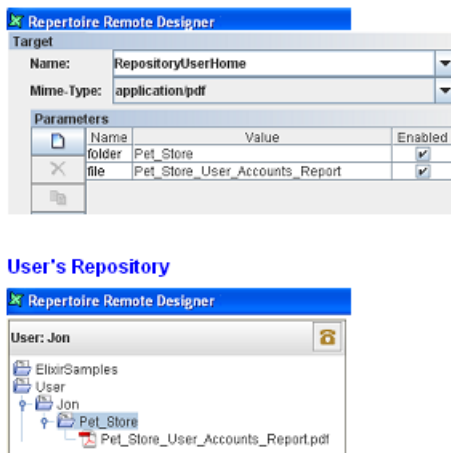 Repertoire Remote Designer
Target
Name: RepositoryUserHome
Mime-Type: application/pdf
Parameters
Name Value Enabled
folder Pet_Store
file Pet_Store_User_Accounts_Report
User's Repository
Repertoire Remote Designer
User: Jon
ElixirSamples
User
Jon
Pet_Store
Pet_Store_User_Accounts_Report.pdf